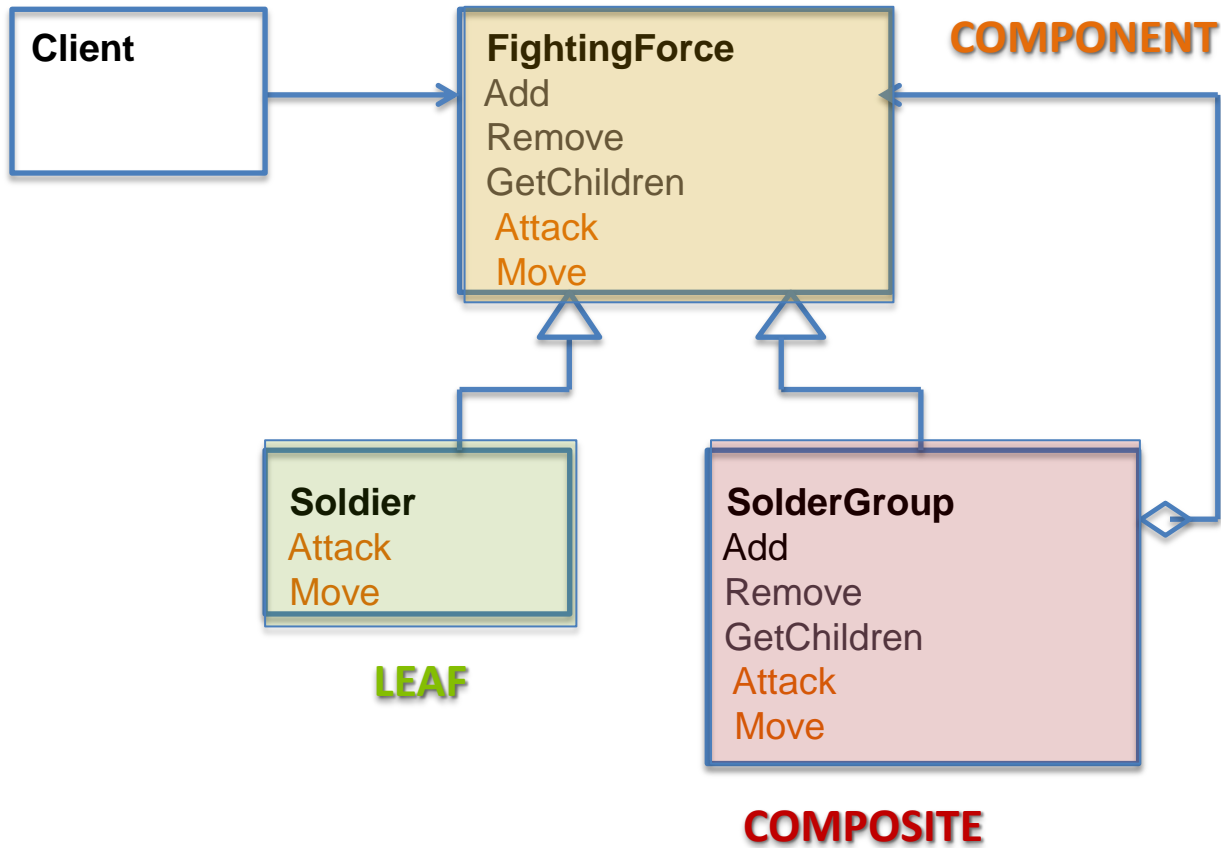 Client
FightingForce
Add
Remove
GetChildren
Attack
Move
COMPONENT
Soldier
Attack
Move
LEAF
SolderGroup
Add
Remove
GetChildren
Attack
Move
COMPOSITE